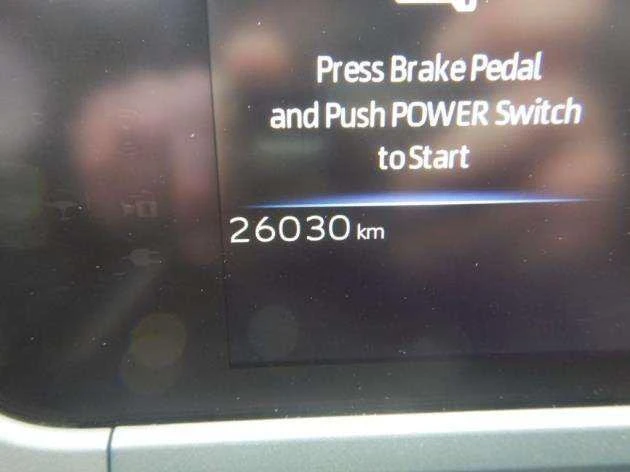 Press Brake Pedal
and Push POWER Switch
to Start
26030 km